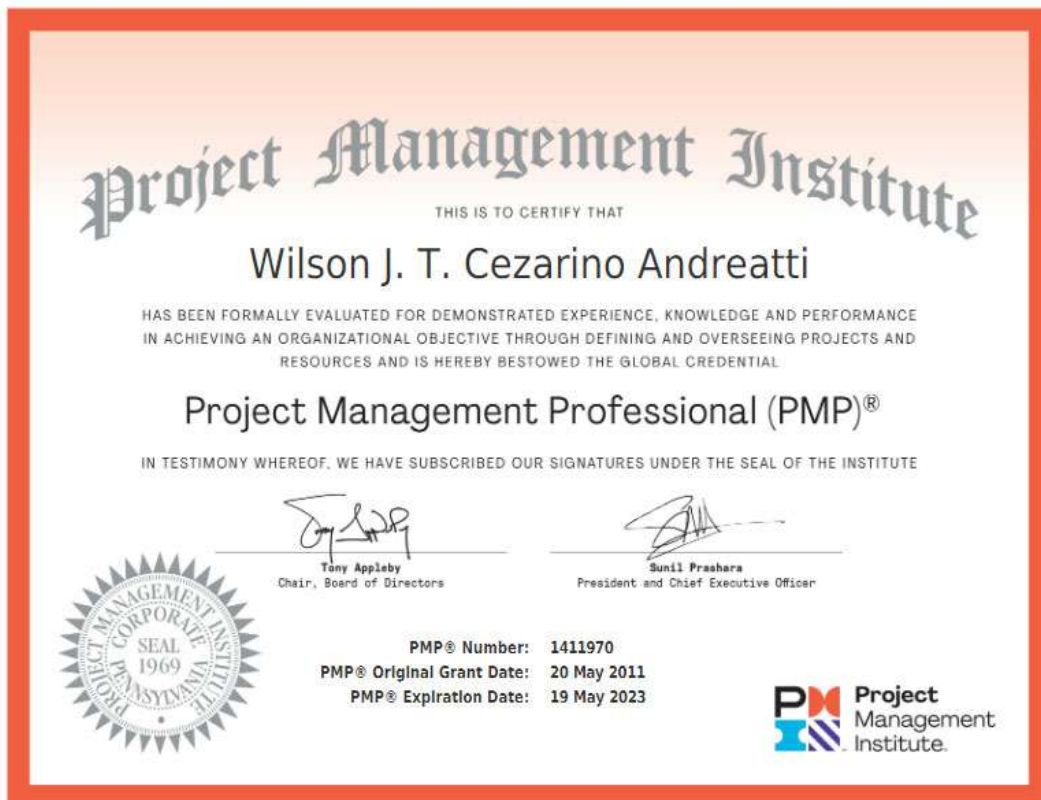 Project Management Institute
THIS IS TO CERTIFY THAT
Wilson J. T. Cezarino Andreatti
HAS BEEN FORMALLY EVALUATED FOR DEMONSTRATED EXPERIENCE, KNOWLEDGE AND PERFORMANCE
IN ACHIEVING AN ORGANIZATIONAL OBJECTIVE THROUGH DEFINING AND OVERSEEING PROJECTS AND
RESOURCES AND IS HEREBY BESTOWED THE GLOBAL CREDENTIAL
Project Management Professional (PMP)®
IN TESTIMONY WHEREOF, WE HAVE SUBSCRIBED OUR SIGNATURES UNDER THE SEAL OF THE INSTITUTE
Tony Appleby
Chair, Board of Directors
Sunil Prashara
President and Chief Executive Officer
PROJECT MANAGEMENT INSTITUTE
CORPORATE
SEAL
1969
PENNSYLVANIA
PMP® Number: 1411970
PMP® Original Grant Date: 20 May 2011
PMP® Expiration Date: 19 May 2023
Project
Management
Institute.